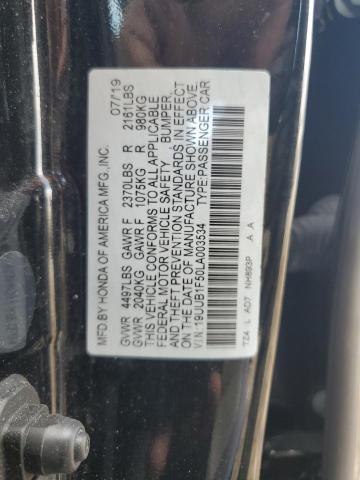 MFD.BY HONDA OF AMERICA MFG.,INC. 07/19
GVWR 4497LBS GAWR F 2370LBS R 2161LBS
GVWR 2040KG GAWR F 1075KG R 980KG
THIS VEHICLE CONFORMS TO ALL APPLICABLE
FEDERAL MOTOR VEHICLE SAFETY BUMPER,
AND THEFT PREVENTION STANDARDS IN EFFECT
ON THE DATE OF MANUFACTURE SHOWN ABOVE.
V.I.N:19UUB1F50LA003534 TYPE:PASSENGER CAR
TZ4 L AD7 NH893P A A